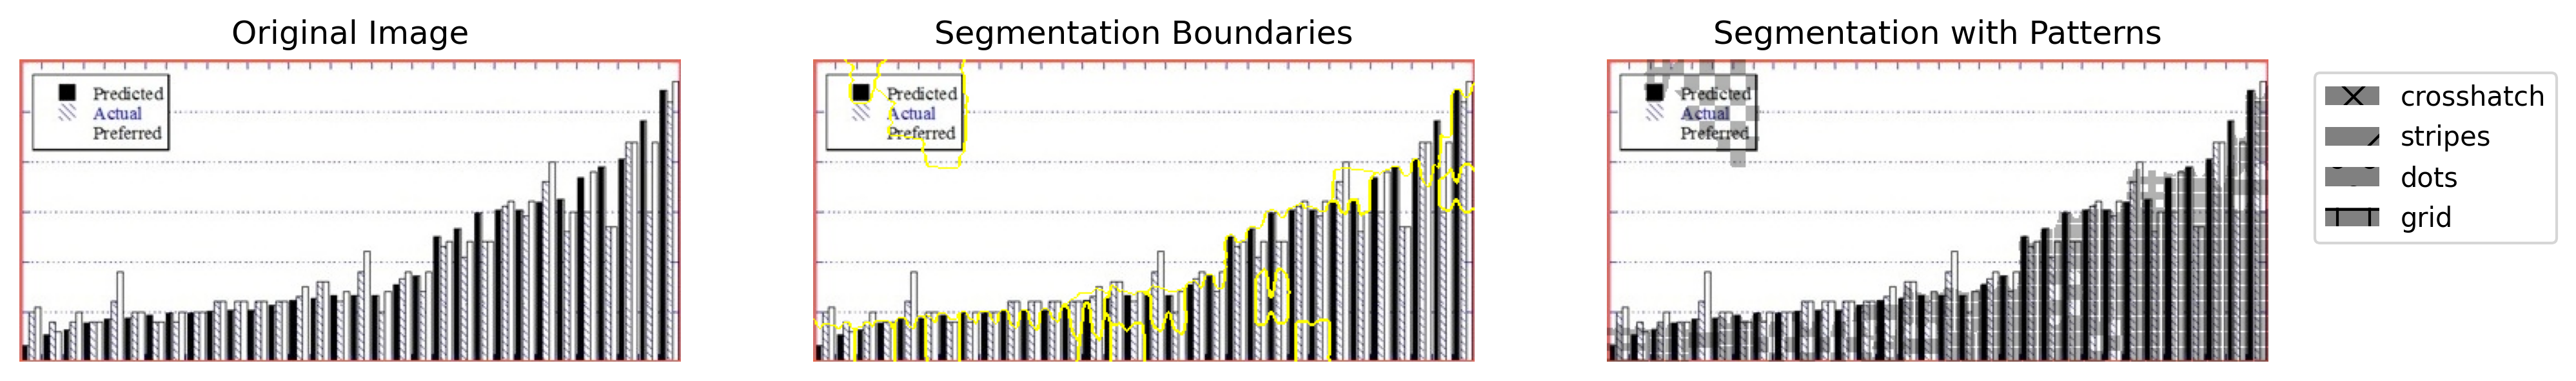 Original Image
Segmentation Boundaries
Segmentation with Patterns
Predicted
Actual
Preferred
Predicted
Actual
Preferred
Predicted
Actual
Preferred
crosshatch
stripes
dots
grid